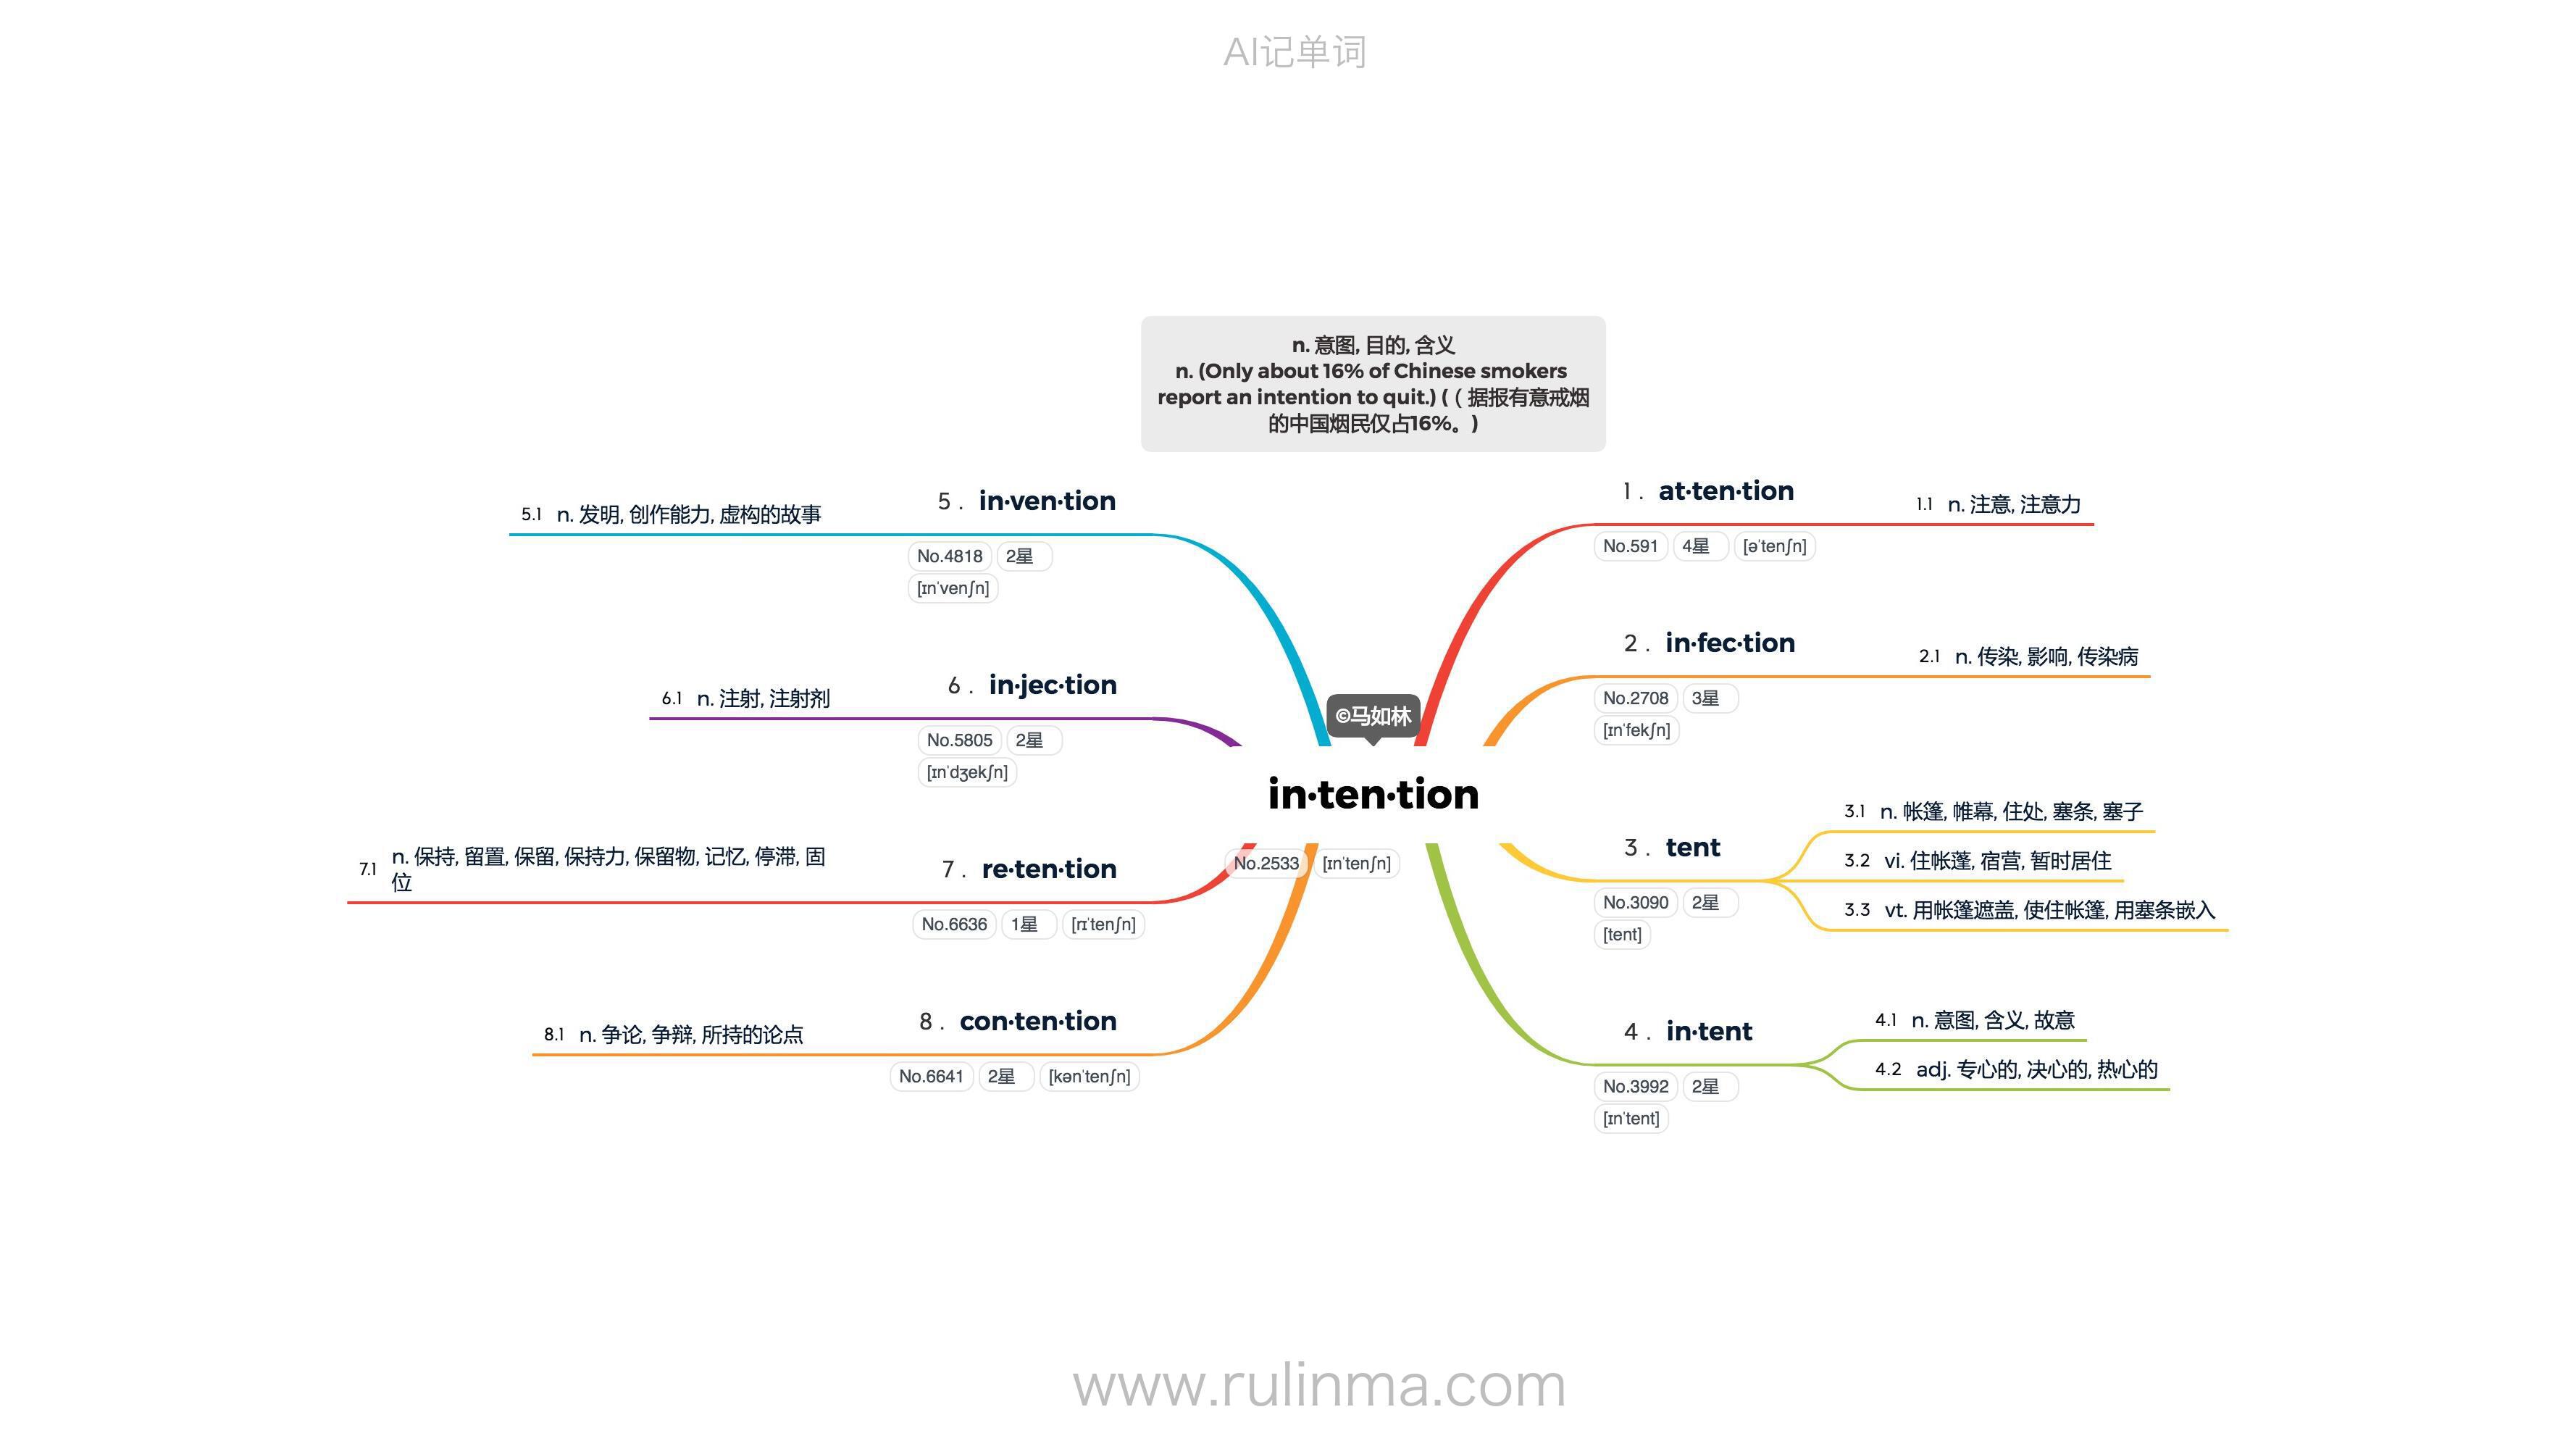 AI记单词
n. 意图, 目的, 含义
n. (Only about 16% of Chinese smokers
report an intention to quit.) (（据报有意戒烟
的中国烟民仅占16%。)
©马如林
in·ten·tion
No.2533 [ɪnˈtenʃn]
1 . at·ten·tion
No.591 4星 [əˈtenʃn]
1.1 n. 注意, 注意力
2 . in·fec·tion
No.2708 3星
[ɪnˈfekʃn]
2.1 n. 传染, 影响, 传染病
3 . tent
No.3090 2星
[tent]
3.1 n. 帐篷, 帷幕, 住处, 塞条, 塞子
3.2 vi. 住帐蓬, 宿营, 暂时居住
3.3 vt. 用帐篷遮盖, 使住帐篷, 用塞条嵌入
4 . in·tent
No.3992 2星
[ɪnˈtent]
4.1 n. 意图, 含义, 故意
4.2 adj. 专心的, 决心的, 热心的
5 . in·ven·tion
No.4818 2星
[ɪnˈvenʃn]
5.1 n. 发明, 创作能力, 虚构的故事
6 . in·jec·tion
No.5805 2星
[ɪnˈdʒekʃn]
6.1 n. 注射, 注射剂
7 . re·ten·tion
No.6636 1星 [rɪˈtenʃn]
7.1 n. 保持, 留置, 保留, 保持力, 保留物, 记忆, 停滞, 固
位
8 . con·ten·tion
No.6641 2星 [kənˈtenʃn]
8.1 n. 争论, 争辩, 所持的论点
www.rulinma.com